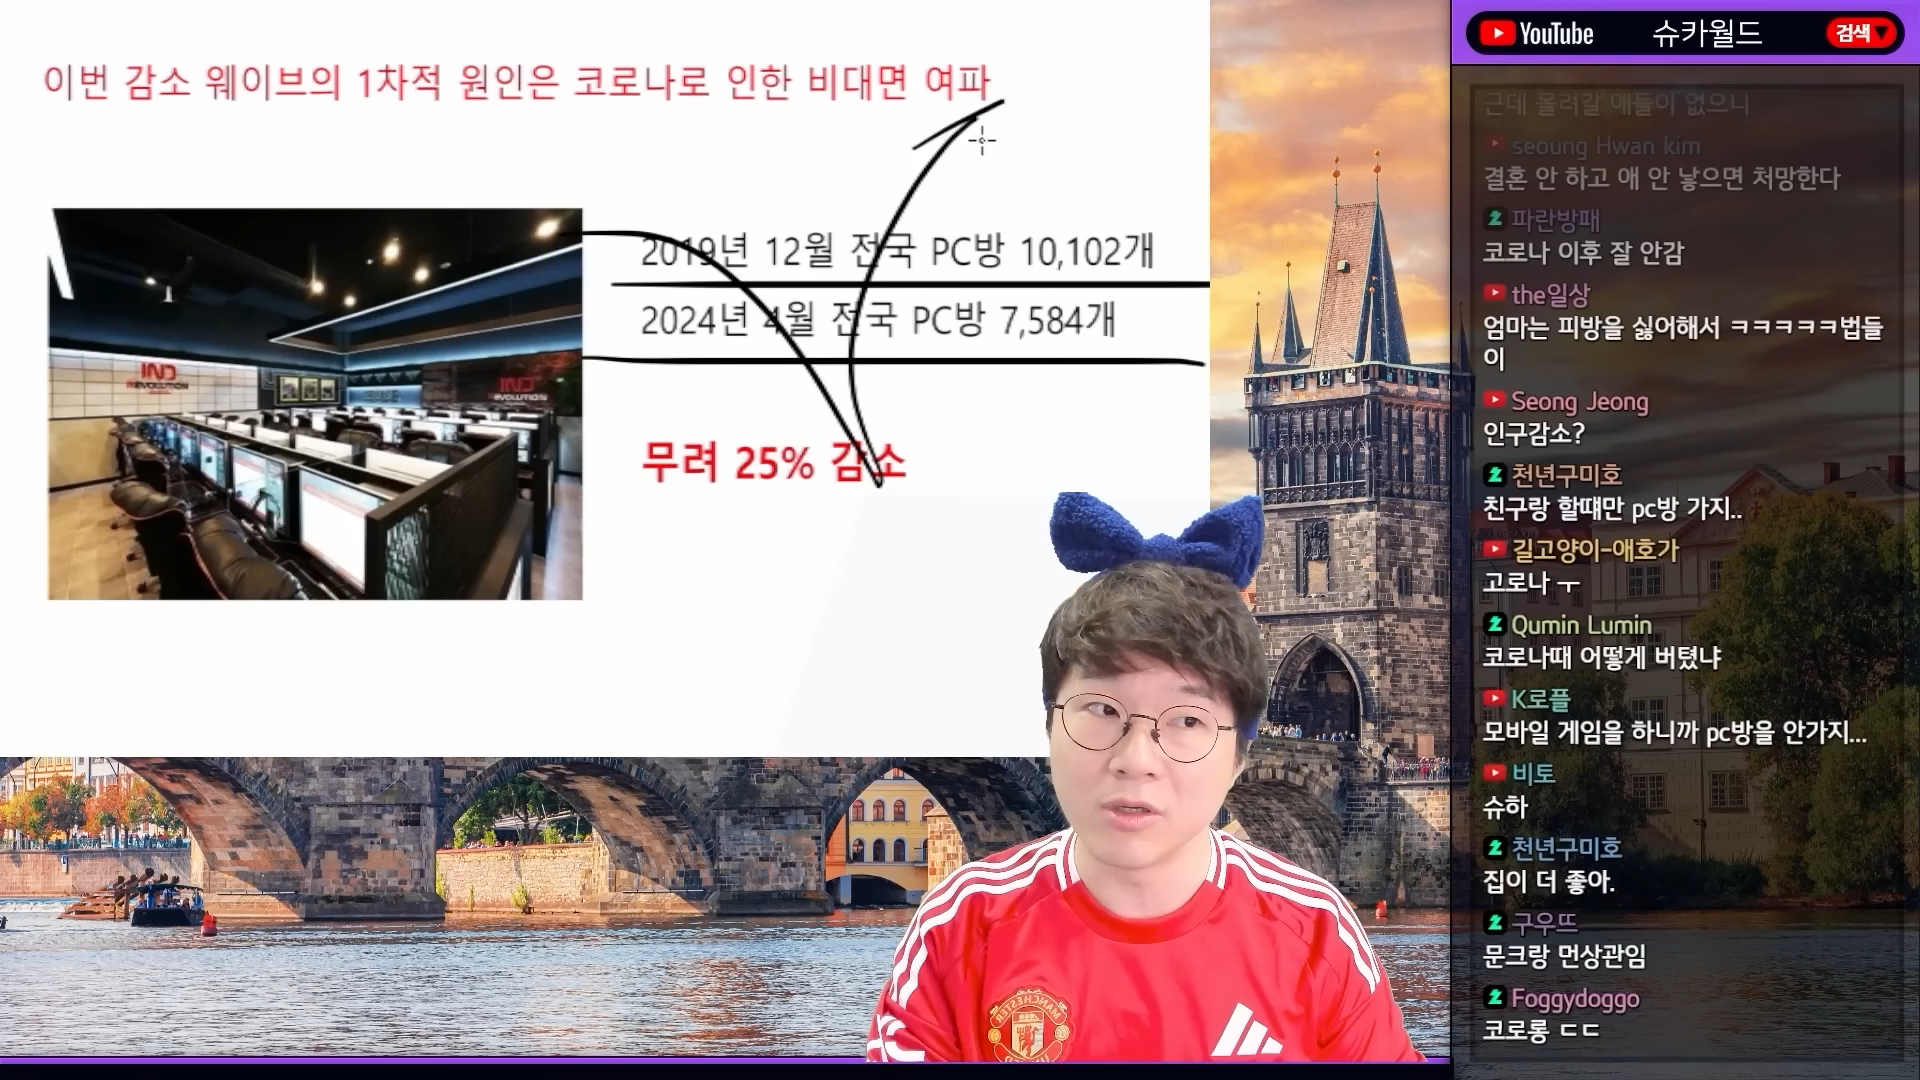 이번 감소 웨이브의 1차적 원인은 코로나로 인한 비대면 여파
2019년 12월 전국 PC방 10,102개
2024년 4월 전국 PC방 7,584개
무려 25% 감소
IND
REVOLUTION
IND
REVOLUTION
MANCHESTER
UNITED
YouTube 슈카월드 검색
근데 몰려갈 애들이 없으니
seoung Hwan kim
결혼 안 하고 애 안 낳으면 처망한다
파란방패
코로나 이후 잘 안감
the일상
엄마는 피방을 싫어해서 ㅋㅋㅋㅋㅋ법들
이
Seong Jeong
인구감소?
천년구미호
친구랑 할떄만 pc방 가지..
길고양이-애호가
고로나 ㅜ
Qumin Lumin
코로나때 어떻게 버텼냐
K로플
모바일 게임을 하니까 pc방을 안가지...
비토
슈하
천년구미호
집이 더 좋아.
구우뜨
문크랑 먼상관임
Foggydoggo
코로롱 ㄷㄷ